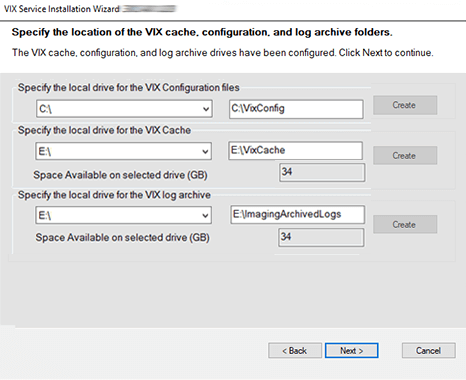 VIX Service Installation Wizard
Specify the location of the VIX cache, configuration, and log archive folders.
The VIX cache, configuration, and log archive drives have been configured. Click Next to continue.
Specify the local drive for the VIX Configuration files
C:\ C:\VixConfig Create
Specify the local drive for the VIX Cache
E:\ E:\VixCache Create
Space Available on selected drive (GB) 34
Specify the local drive for the VIX log archive
E:\ E:\ImagingArchivedLogs Create
Space Available on selected drive (GB) 34
< Back Next > Cancel